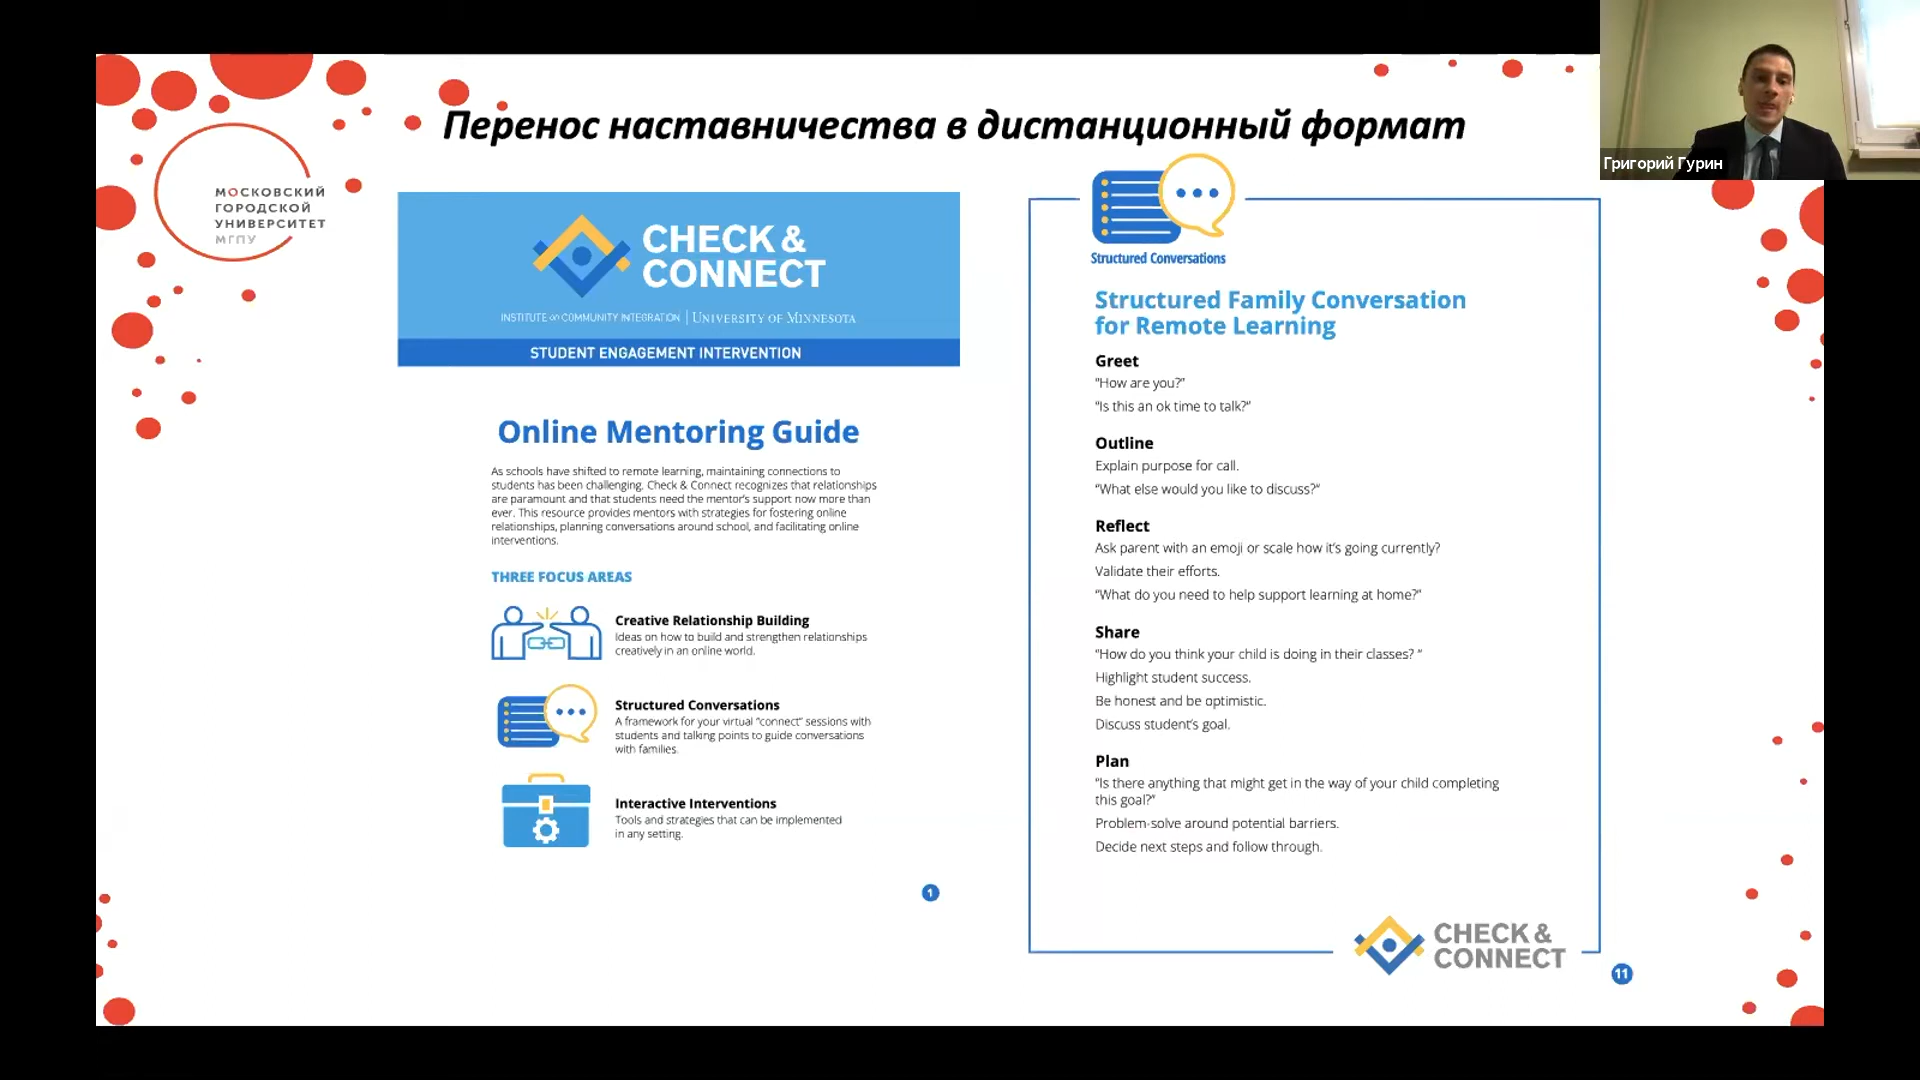 Перенос наставничества в дистанционный формат
Григорий Гурин
МОСКОВСКИЙ
ГОРОДСКОЙ
УНИВЕРСИТЕТ
МГПУ
CHECK &
CONNECT
INSTITUTE on COMMUNITY INTEGRATION | UNIVERSITY OF MINNESOTA
STUDENT ENGAGEMENT INTERVENTION
Online Mentoring Guide
As schools have shifted to remote learning, maintaining connections to
students has been challenging. Check & Connect recognizes that relationships
are paramount and that students need the mentor's support now more than
ever. This resource provides mentors with strategies for fostering online
relationships, planning conversations around school, and facilitating online
interventions.
THREE FOCUS AREAS
Creative Relationship Building
Ideas on how to build and strengthen relationships
creatively in an online world.
Structured Conversations
A framework for your virtual "connect" sessions with
students and talking points to guide conversations
with families.
Interactive Interventions
Tools and strategies that can be implemented
in any setting.
1
Structured Conversations
Structured Family Conversation
for Remote Learning
Greet
"How are you?"
"Is this an ok time to talk?"
Outline
Explain purpose for call.
"What else would you like to discuss?"
Reflect
Ask parent with an emoji or scale how it's going currently?
Validate their efforts.
"What do you need to help support learning at home?"
Share
"How do you think your child is doing in their classes? "
Highlight student success.
Be honest and be optimistic.
Discuss student's goal.
Plan
"Is there anything that might get in the way of your child completing
this goal?"
Problem-solve around potential barriers.
Decide next steps and follow through.
CHECK &
CONNECT
11